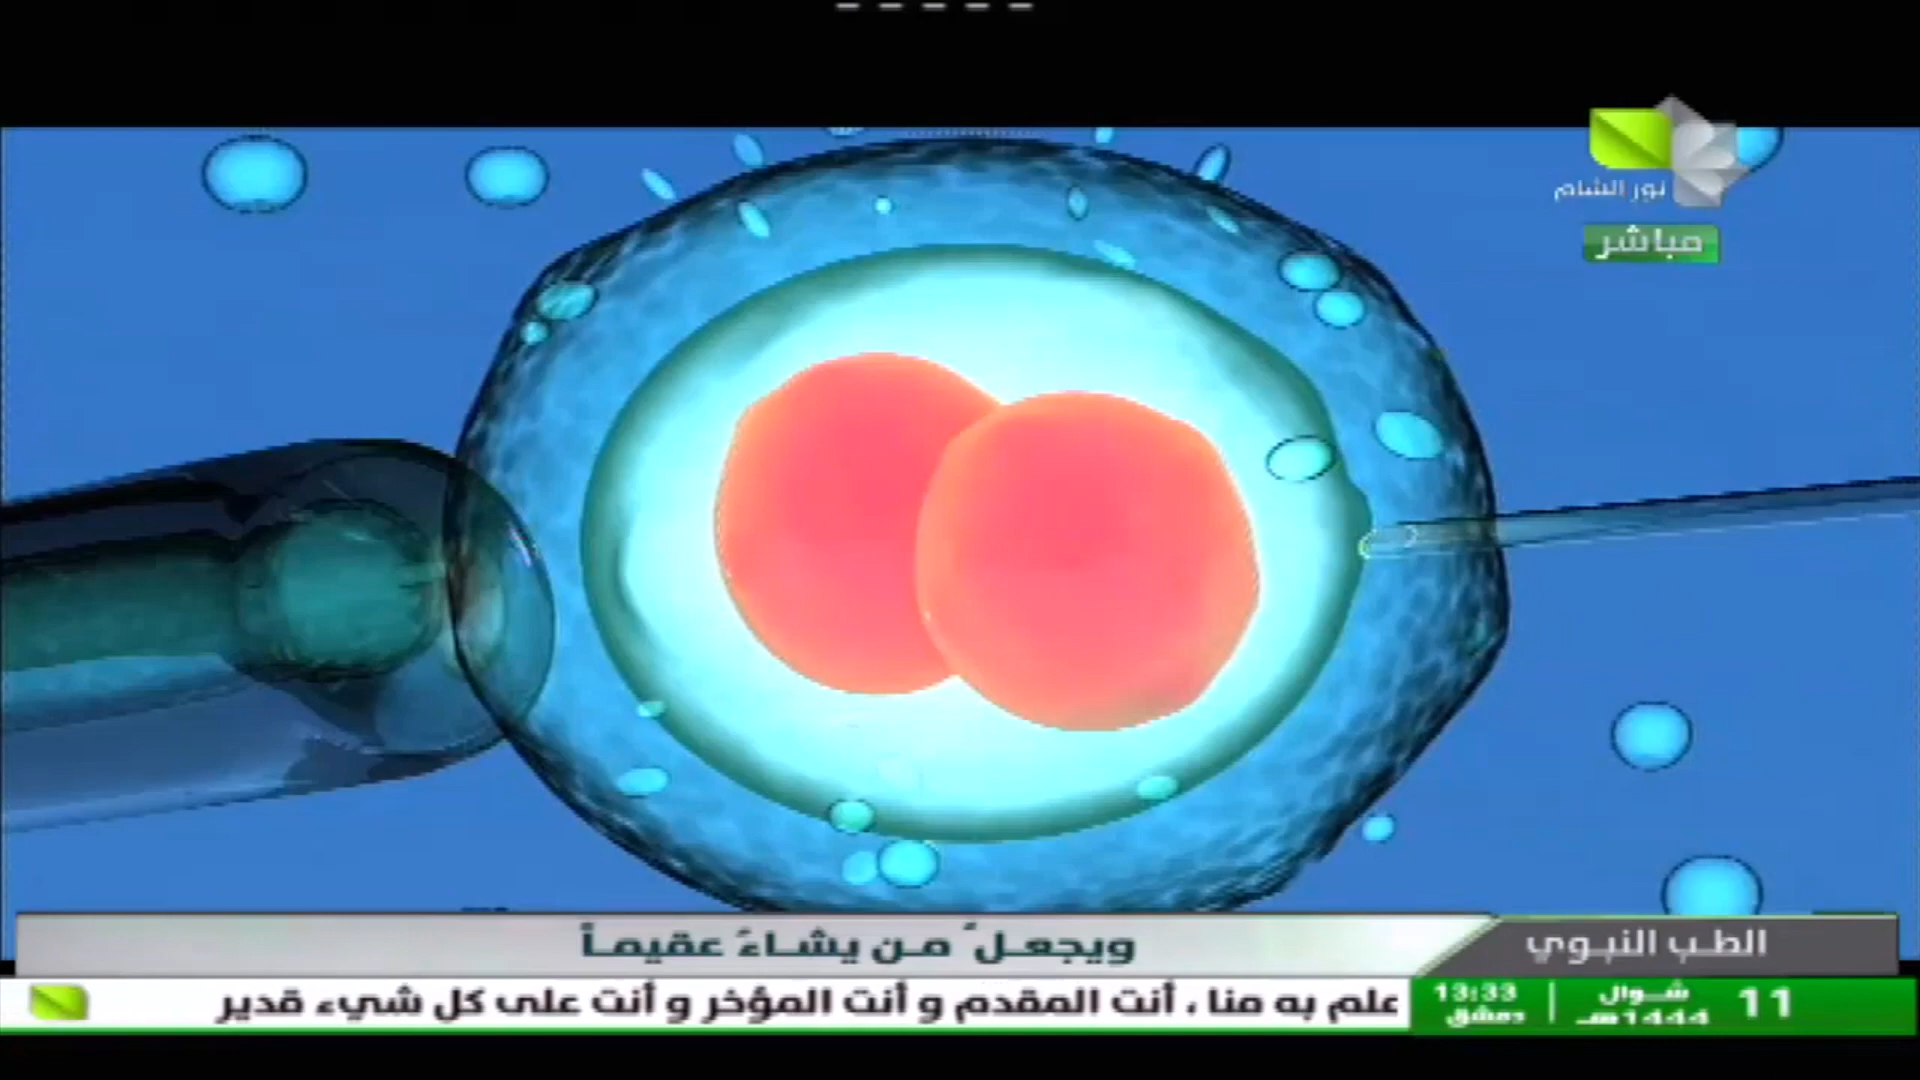 نور الشام
مباشر
الطب النبوي
ويجعلُ من يشاءُ عقيماً
11
شوال
1444هـ
13:33
دمشق
علم به منا ، أنت المقدم و أنت المؤخر و أنت على كل شيء قدير